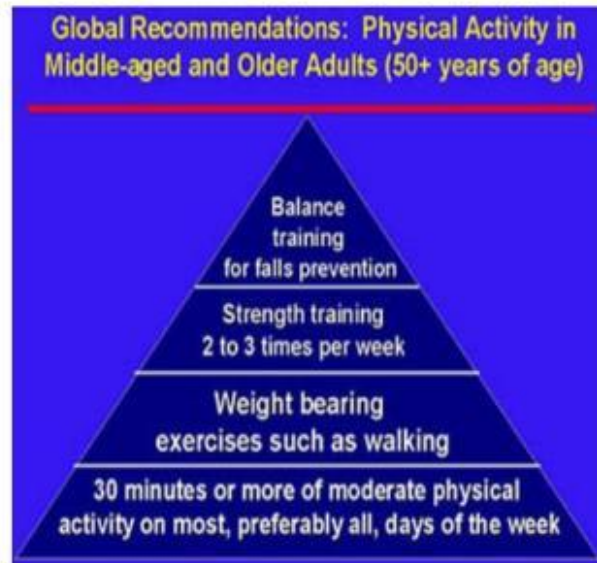 Global Recommendations: Physical Activity in
Middle-aged and Older Adults (50+ years of age)
Balance
training
for falls prevention
Strength training
2 to 3 times per week
Weight bearing
exercises such as walking
30 minutes or more of moderate physical
activity on most, preferably all, days of the week